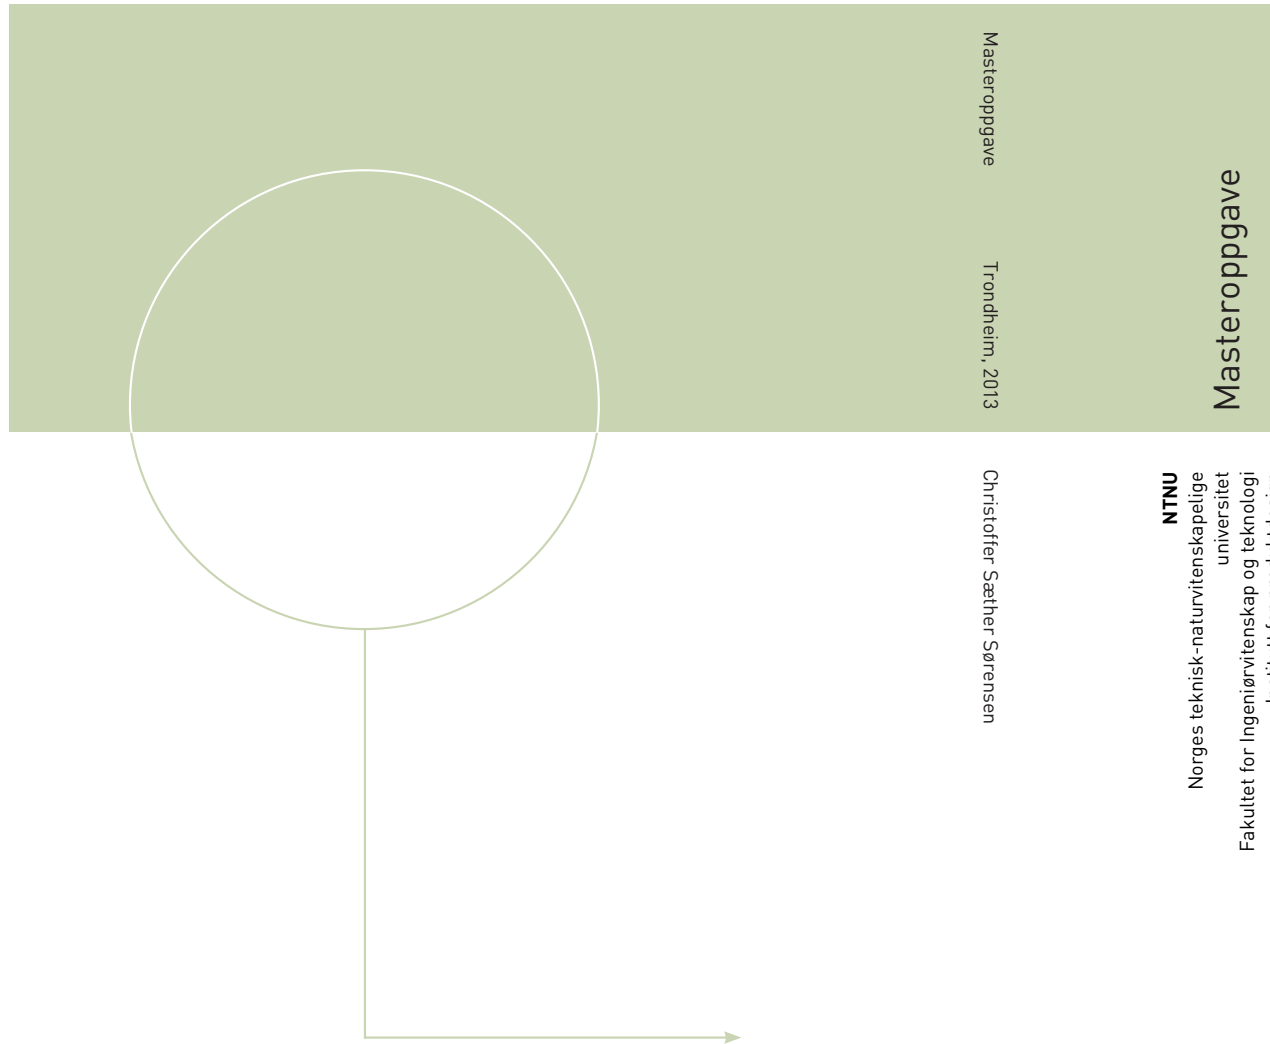 Masteroppgave
Trondheim, 2013
Christoffer Sæther Sørensen
Masteroppgave
NTNU
Norges teknisk-naturvitenskapelige
universitet
Fakultet for Ingeniørvitenskap og teknologi